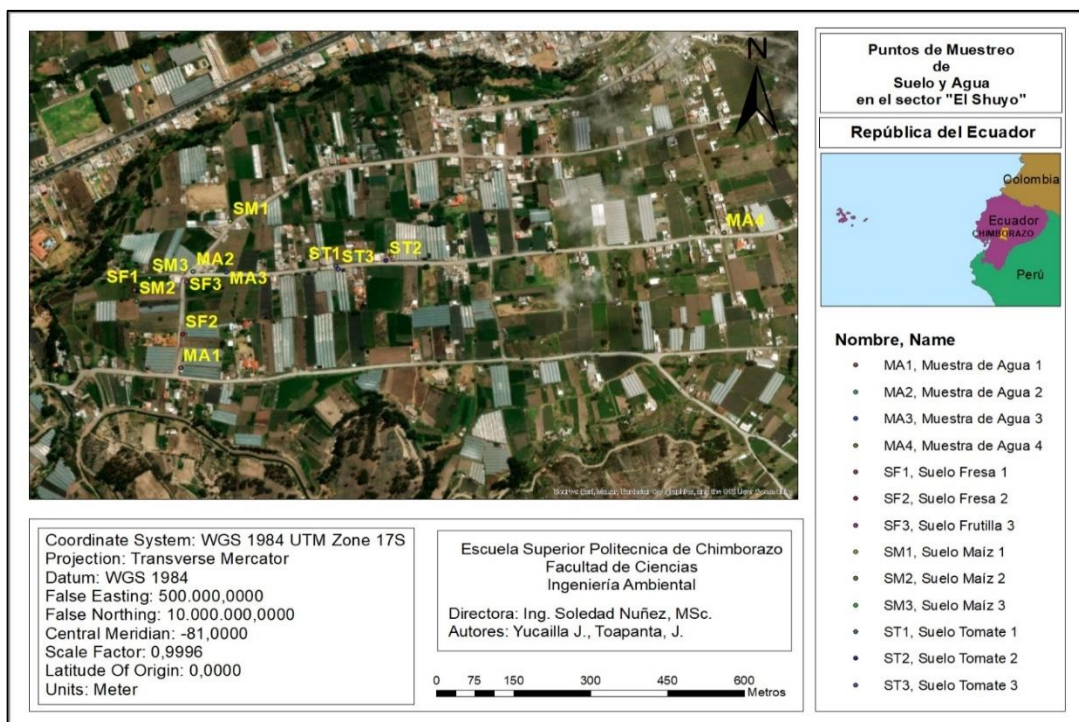 N
SM1
MA4
ST2
ST1
ST3
MA2
SM3
SF1
SM2
SF3
MA3
SF2
MA1
Puntos de Muestreo
de
Suelo y Agua
en el sector "El Shuyo"
República del Ecuador
Colombia
Ecuador
CHIMBORAZO
Perú
Nombre, Name
MA1, Muestra de Agua 1
MA2, Muestra de Agua 2
MA3, Muestra de Agua 3
MA4, Muestra de Agua 4
SF1, Suelo Fresa 1
SF2, Suelo Fresa 2
SF3, Suelo Frutilla 3
SM1, Suelo Maíz 1
SM2, Suelo Maíz 2
SM3, Suelo Maíz 3
ST1, Suelo Tomate 1
ST2, Suelo Tomate 2
ST3, Suelo Tomate 3
Coordinate System: WGS 1984 UTM Zone 17S
Projection: Transverse Mercator
Datum: WGS 1984
False Easting: 500.000,0000
False Northing: 10.000.000,0000
Central Meridian: -81,0000
Scale Factor: 0,9996
Latitude Of Origin: 0,0000
Units: Meter
Escuela Superior Politecnica de Chimborazo
Facultad de Ciencias
Ingeniería Ambiental
Directora: Ing. Soledad Nuñez, MSc.
Autores: Yucailla J., Toapanta, J.
0 75 150 300 450 600
Metros